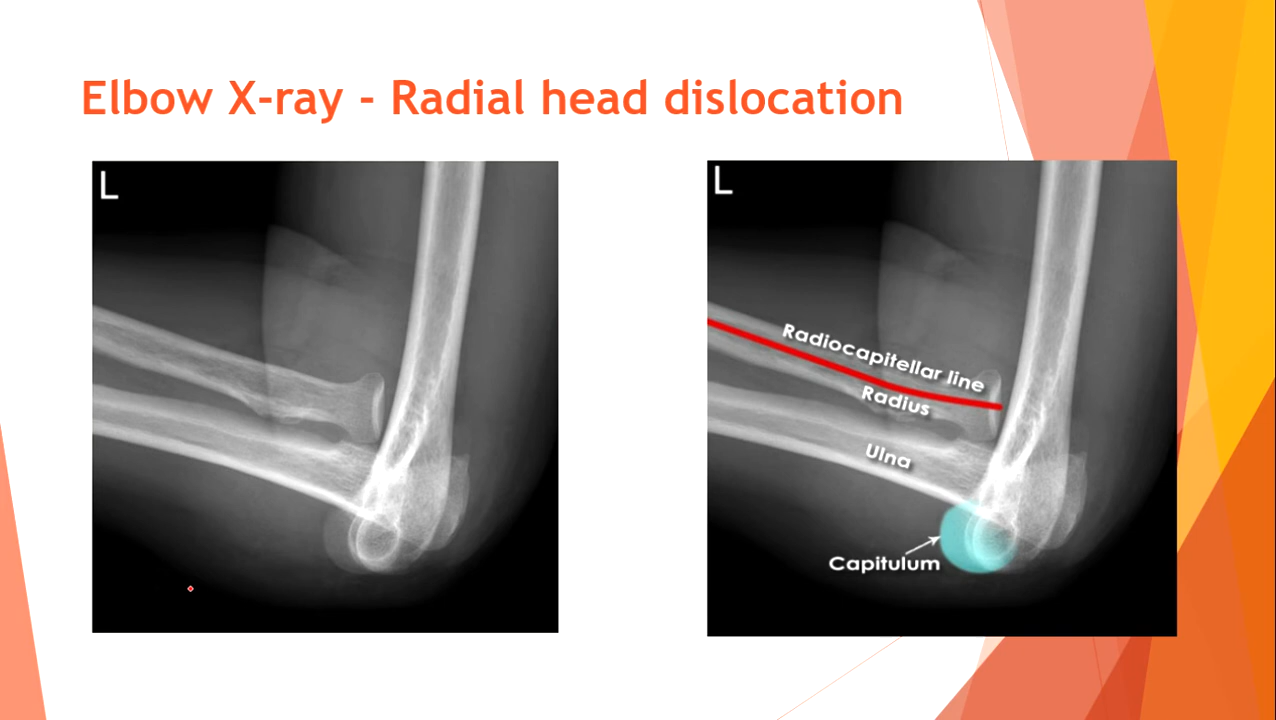 Elbow X-ray - Radial head dislocation
L
L
Radiocapitellar line
Radius
Ulna
Capitulum